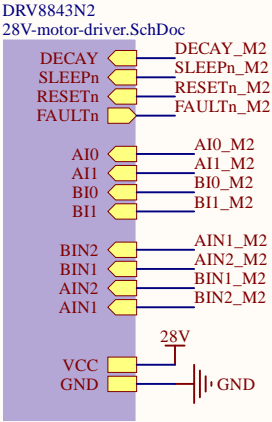 DRV8843N2
28V-motor-driver.SchDoc
DECAY DECAY_M2
SLEEPn SLEEPn_M2
RESETn RESETn_M2
FAULTn FAULTn_M2
AI0 AI0_M2
AI1 AI1_M2
BI0 BI0_M2
BI1 BI1_M2
BIN2 AIN1_M2
BIN1 AIN2_M2
AIN2 BIN1_M2
AIN1 BIN2_M2
28V
VCC
GND GND